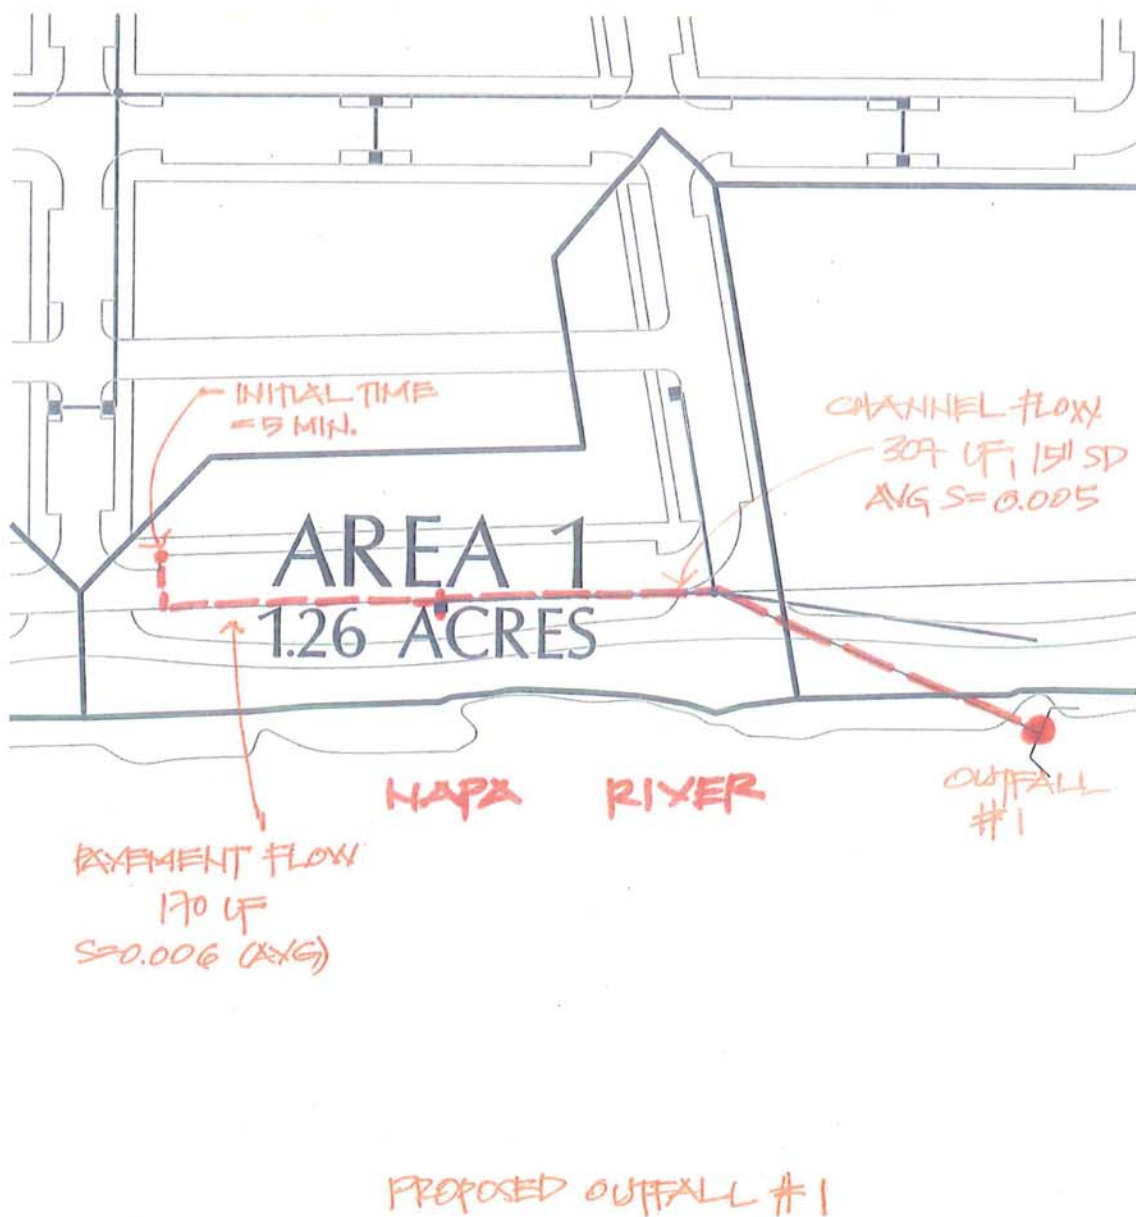 INITIAL TIME
= 5 MIN.
CHANNEL FLOW
307 LF, 15" SD
AVG S= 0.005
AREA 1
1.26 ACRES
NAPA RIVER
OUTFALL
#1
PAVEMENT FLOW
170 LF
S=0.006 (AVG)
PROPOSED OUTFALL #1